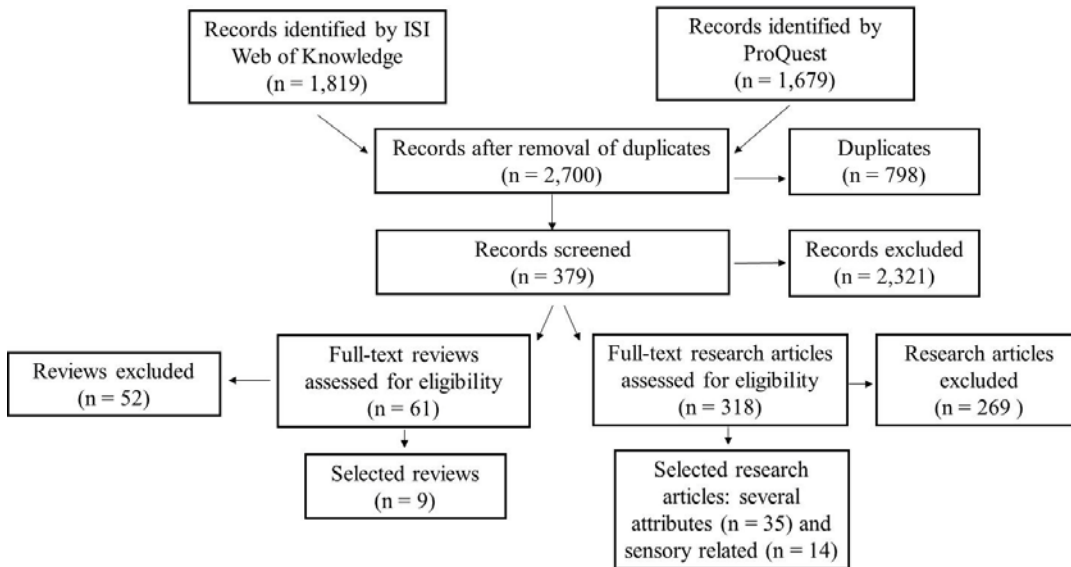 Records identified by ISI
Web of Knowledge
(n = 1,819)
Records identified by
ProQuest
(n = 1,679)
Records after removal of duplicates
(n = 2,700)
Duplicates
(n = 798)
Records screened
(n = 379)
Records excluded
(n = 2,321)
Reviews excluded
(n = 52)
Full-text reviews
assessed for eligibility
(n = 61)
Full-text research articles
assessed for eligibility
(n = 318)
Research articles
excluded
(n = 269 )
Selected reviews
(n = 9)
Selected research
articles: several
attributes (n = 35) and
sensory related (n = 14)